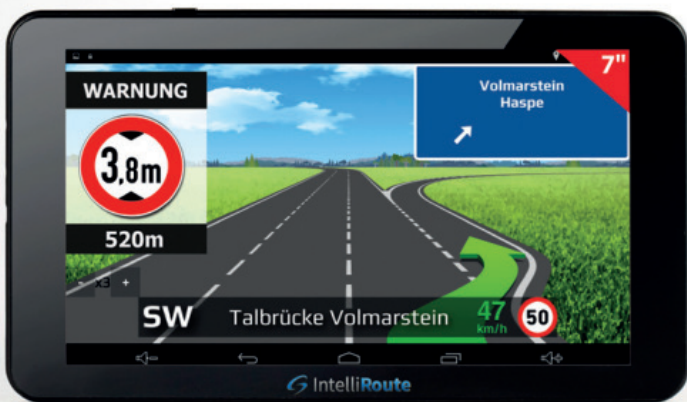 7"
WARNUNG
3,8m
520m
Volmarstein
Haspe
- x3 +
SW
Talbrücke Volmarstein
47
km/h
50
IntelliRoute